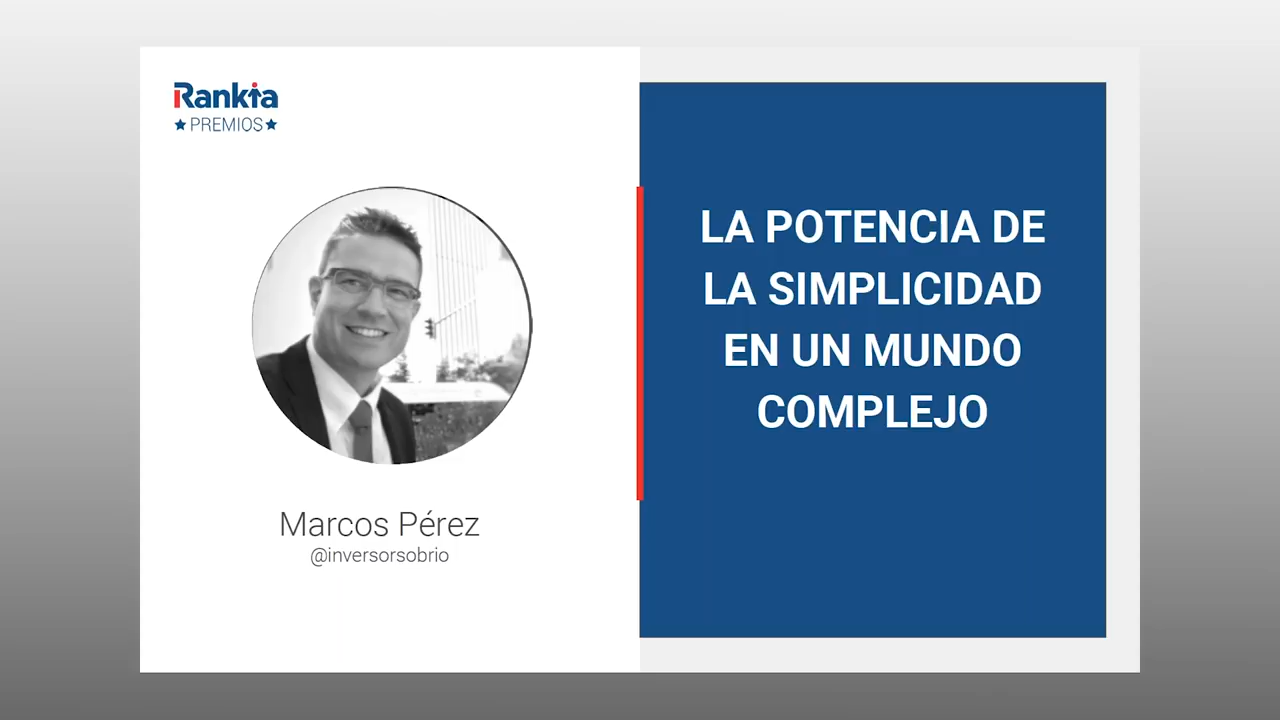 Rankia
PREMIOS
Marcos Pérez
@inversorsobrio
LA POTENCIA DE
LA SIMPLICIDAD
EN UN MUNDO
COMPLEJO